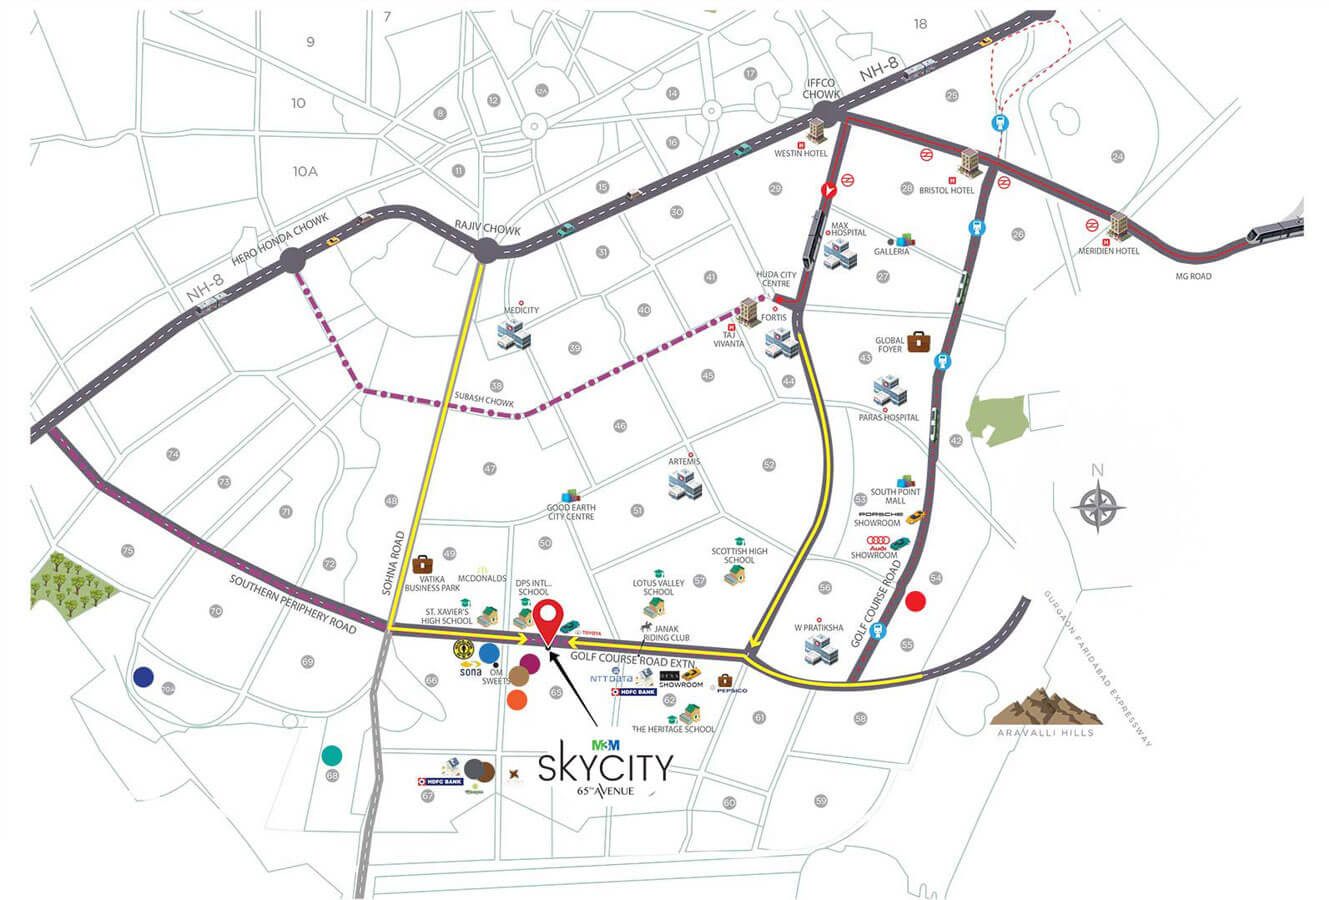 7
18
9
NH-8
17
IFFCO
CHOWK
12A
14
25
10
12
8
16
24
WESTIN HOTEL
H
11
10A
15
29
28
H
BRISTOL HOTEL
30
HERO HONDA CHOWK
RAJIV CHOWK
MAX
HOSPITAL
26
H
MERIDIEN HOTEL
31
GALLERIA
MG ROAD
NH-8
41
HUDA CITY
CENTRE
27
MEDICITY
40
FORTIS
H
TAJ
VIVANTA
39
GLOBAL
FOYER
43
38
45
44
SUBASH CHOWK
PARAS HOSPITAL
46
42
74
47
ARTEMIS
52
N
73
48
SOUTH POINT
MALL
53
71
GOOD EARTH
CITY CENTRE
51
PORSCHE
SHOWROOM
75
SOHNA ROAD
49
50
SCOTTISH HIGH
SCHOOL
Audi
SHOWROOM
72
VATIKA
BUSINESS PARK
MCDONALDS
DPS INTL..
SCHOOL
LOTUS VALLEY
SCHOOL
57
56
54
SOUTHERN PERIPHERY ROAD
70
ST. XAVIER'S
HIGH SCHOOL
JANAK
RIDING CLUB
W PRATIKSHA
GOLF COURSE ROAD
GURGAON FARIDABAD EXPRESSWAY
TOYOTA
55
69
GOLF COURSE ROAD EXTN.
sona
OM
SWEETS
NTT DATA
SHOWROOM
PEPSICO
70A
66
65
HDFC BANK
62
61
58
THE HERITAGE SCHOOL
ARAVALLI HILLS
M3M
SKYCITY
65TH AVENUE
68
HDFC BANK
67
60
59